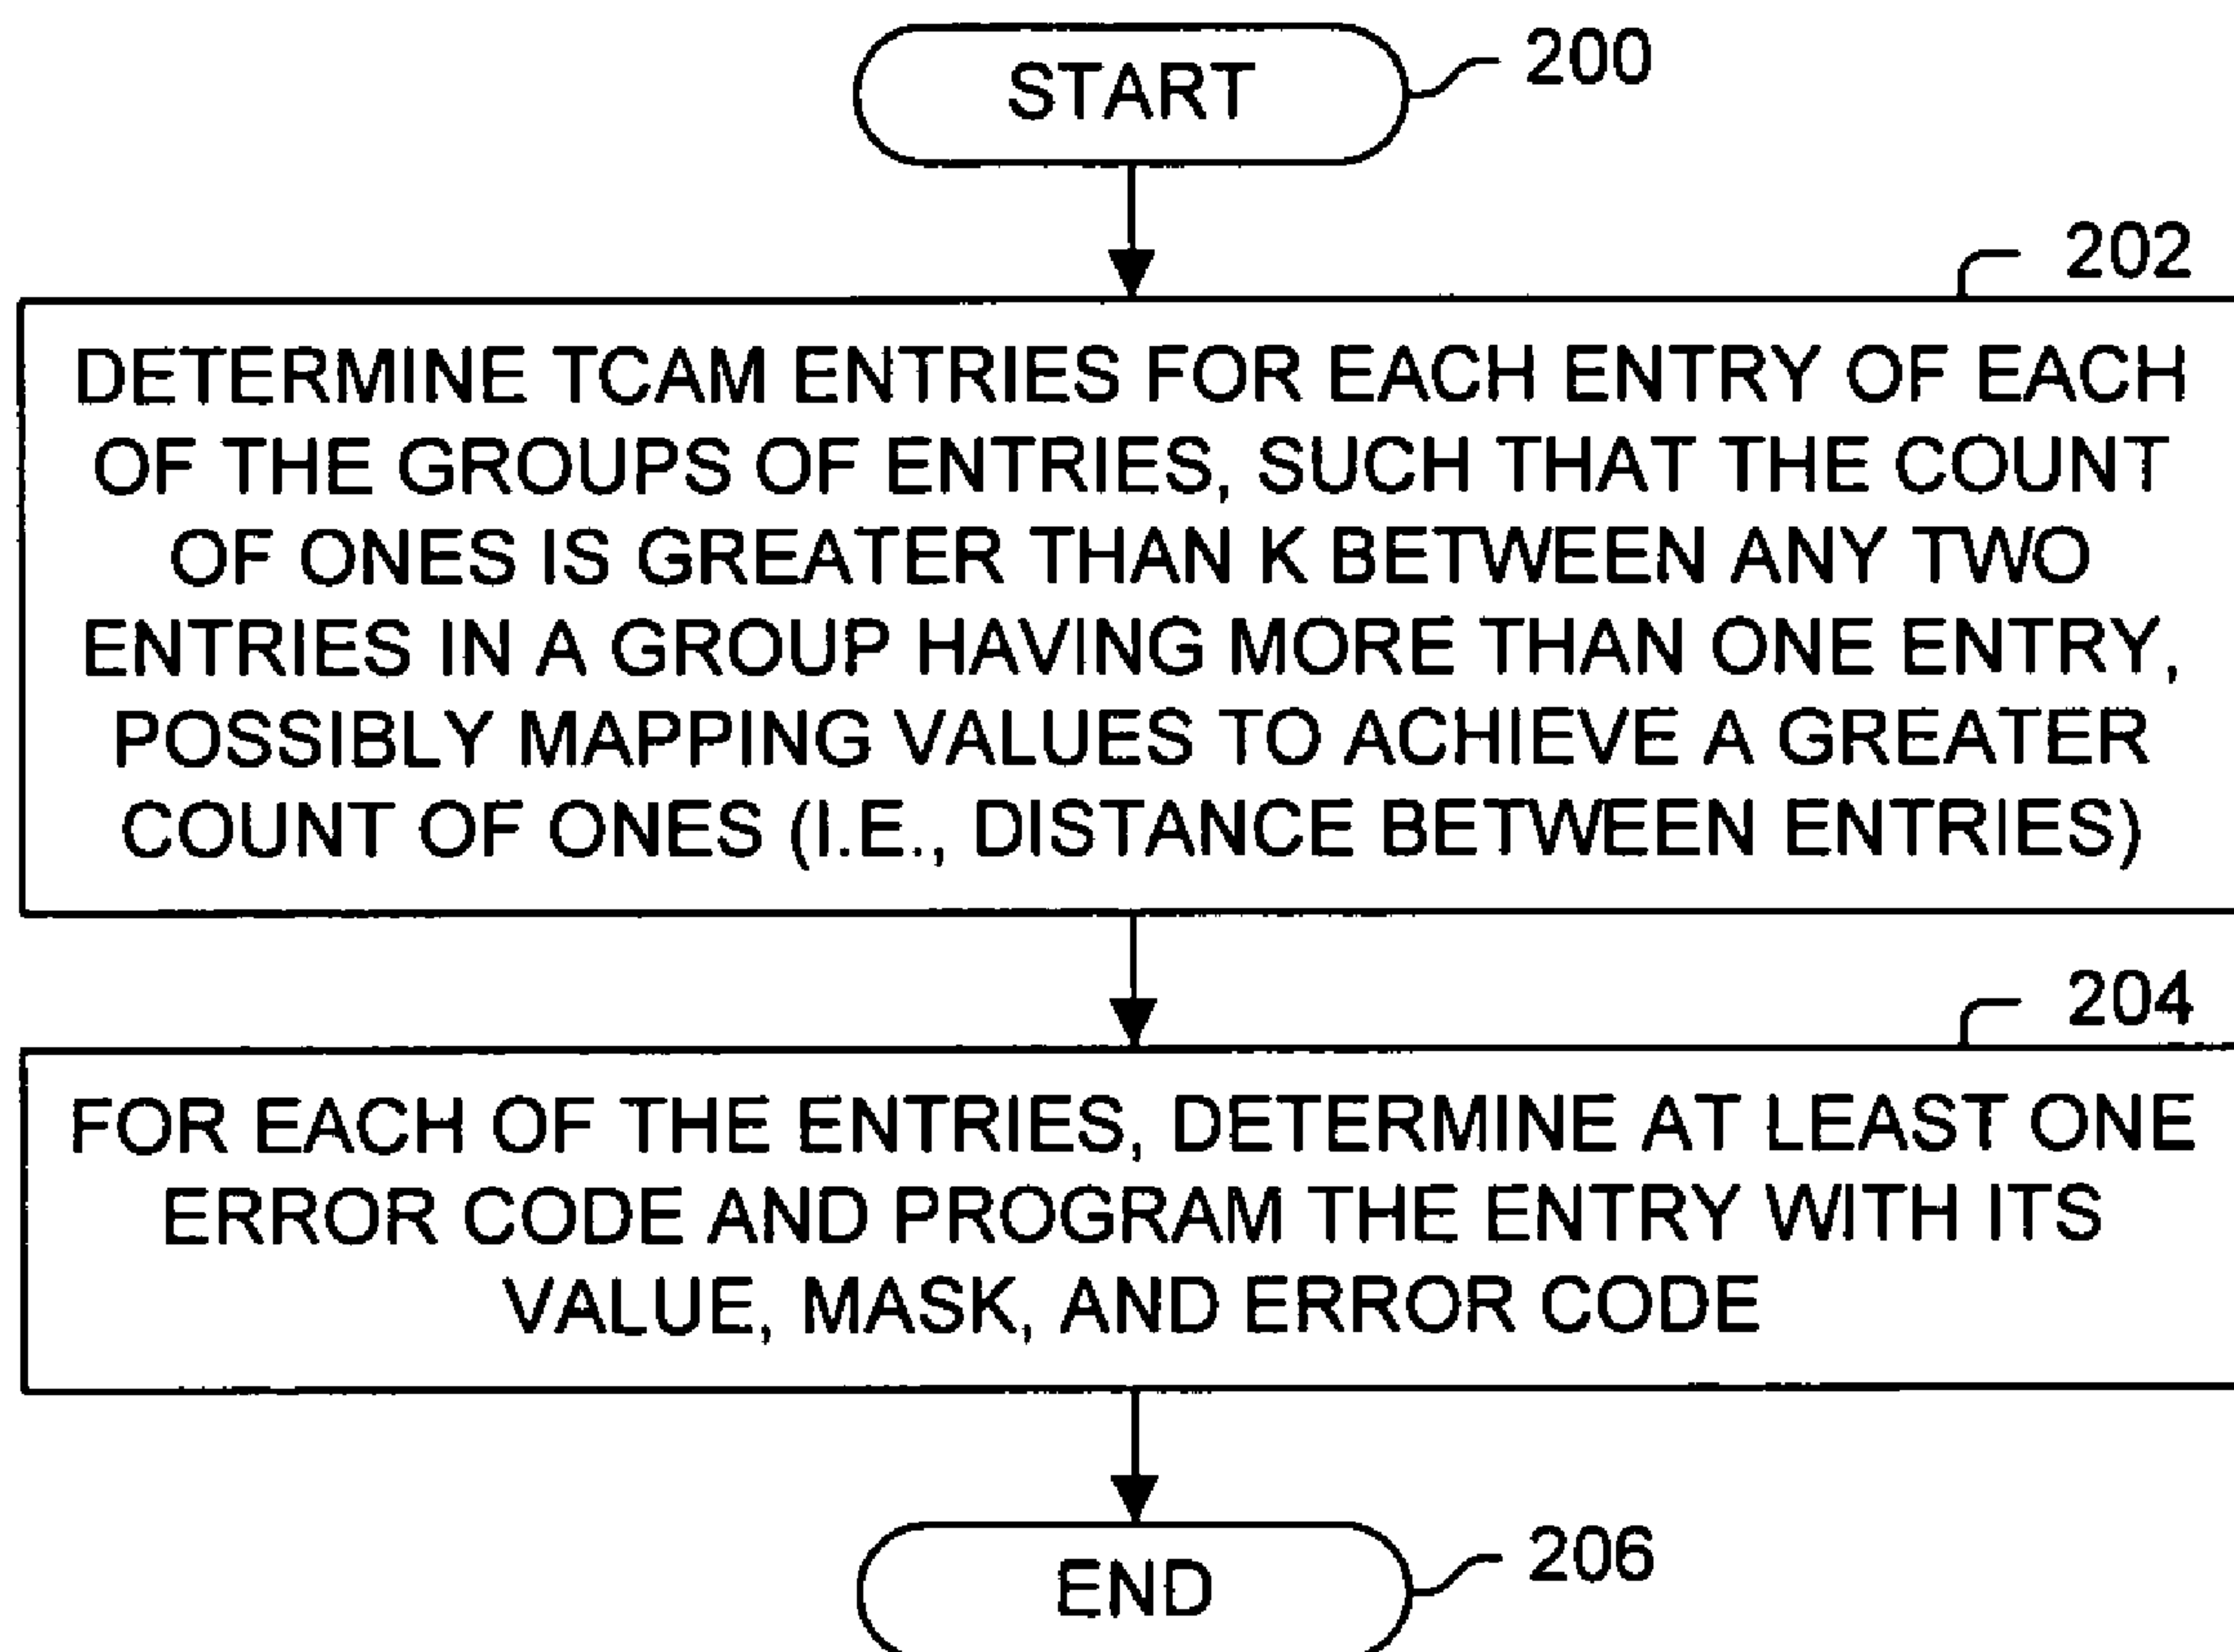 START
200
202
DETERMINE TCAM ENTRIES FOR EACH ENTRY OF EACH
OF THE GROUPS OF ENTRIES, SUCH THAT THE COUNT
OF ONES IS GREATER THAN K BETWEEN ANY TWO
ENTRIES IN A GROUP HAVING MORE THAN ONE ENTRY,
POSSIBLY MAPPING VALUES TO ACHIEVE A GREATER
COUNT OF ONES (I.E., DISTANCE BETWEEN ENTRIES)
204
FOR EACH OF THE ENTRIES, DETERMINE AT LEAST ONE
ERROR CODE AND PROGRAM THE ENTRY WITH ITS
VALUE, MASK, AND ERROR CODE
END
206